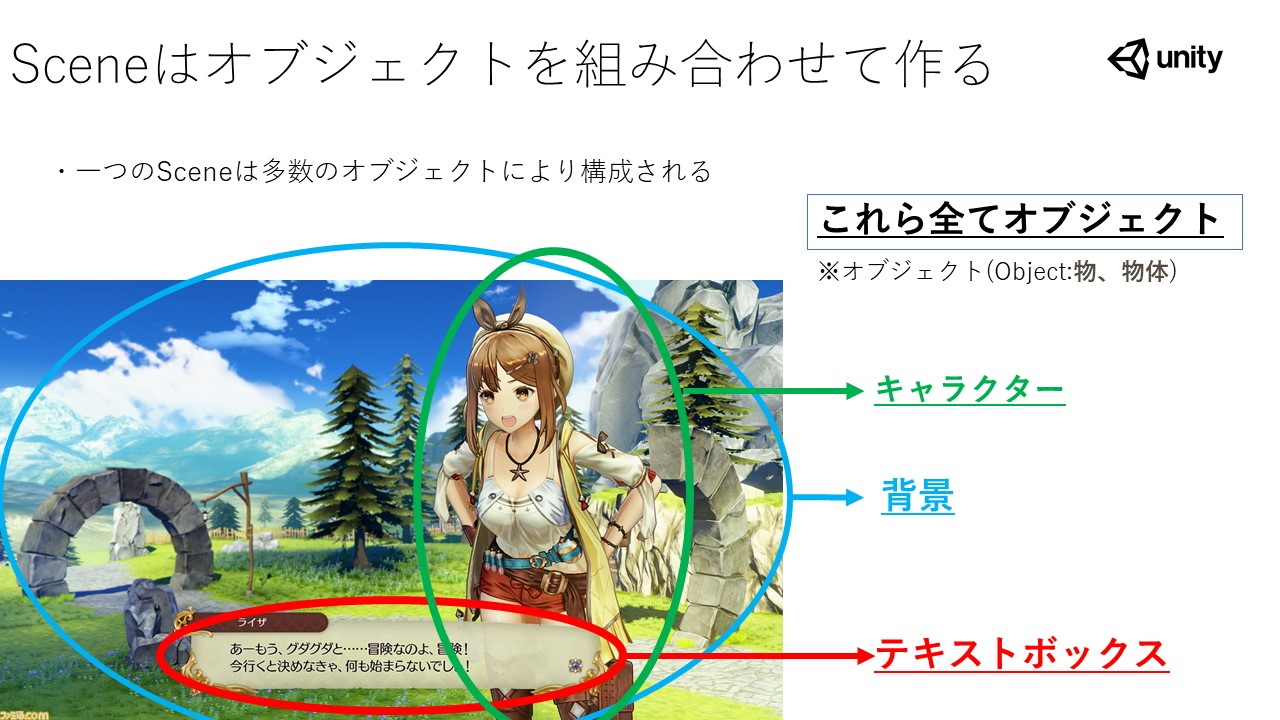 Sceneはオブジェクトを組み合わせて作る
unity
・一つのSceneは多数のオブジェクトにより構成される
これら全てオブジェクト
※オブジェクト(Object:物、物体)
キャラクター
背景
ライザ
あーもう、グダグダと……冒険なのよ、冒険!
今行くと決めなきゃ、何も始まらないでしょ!
テキストボックス
ファミ通.com